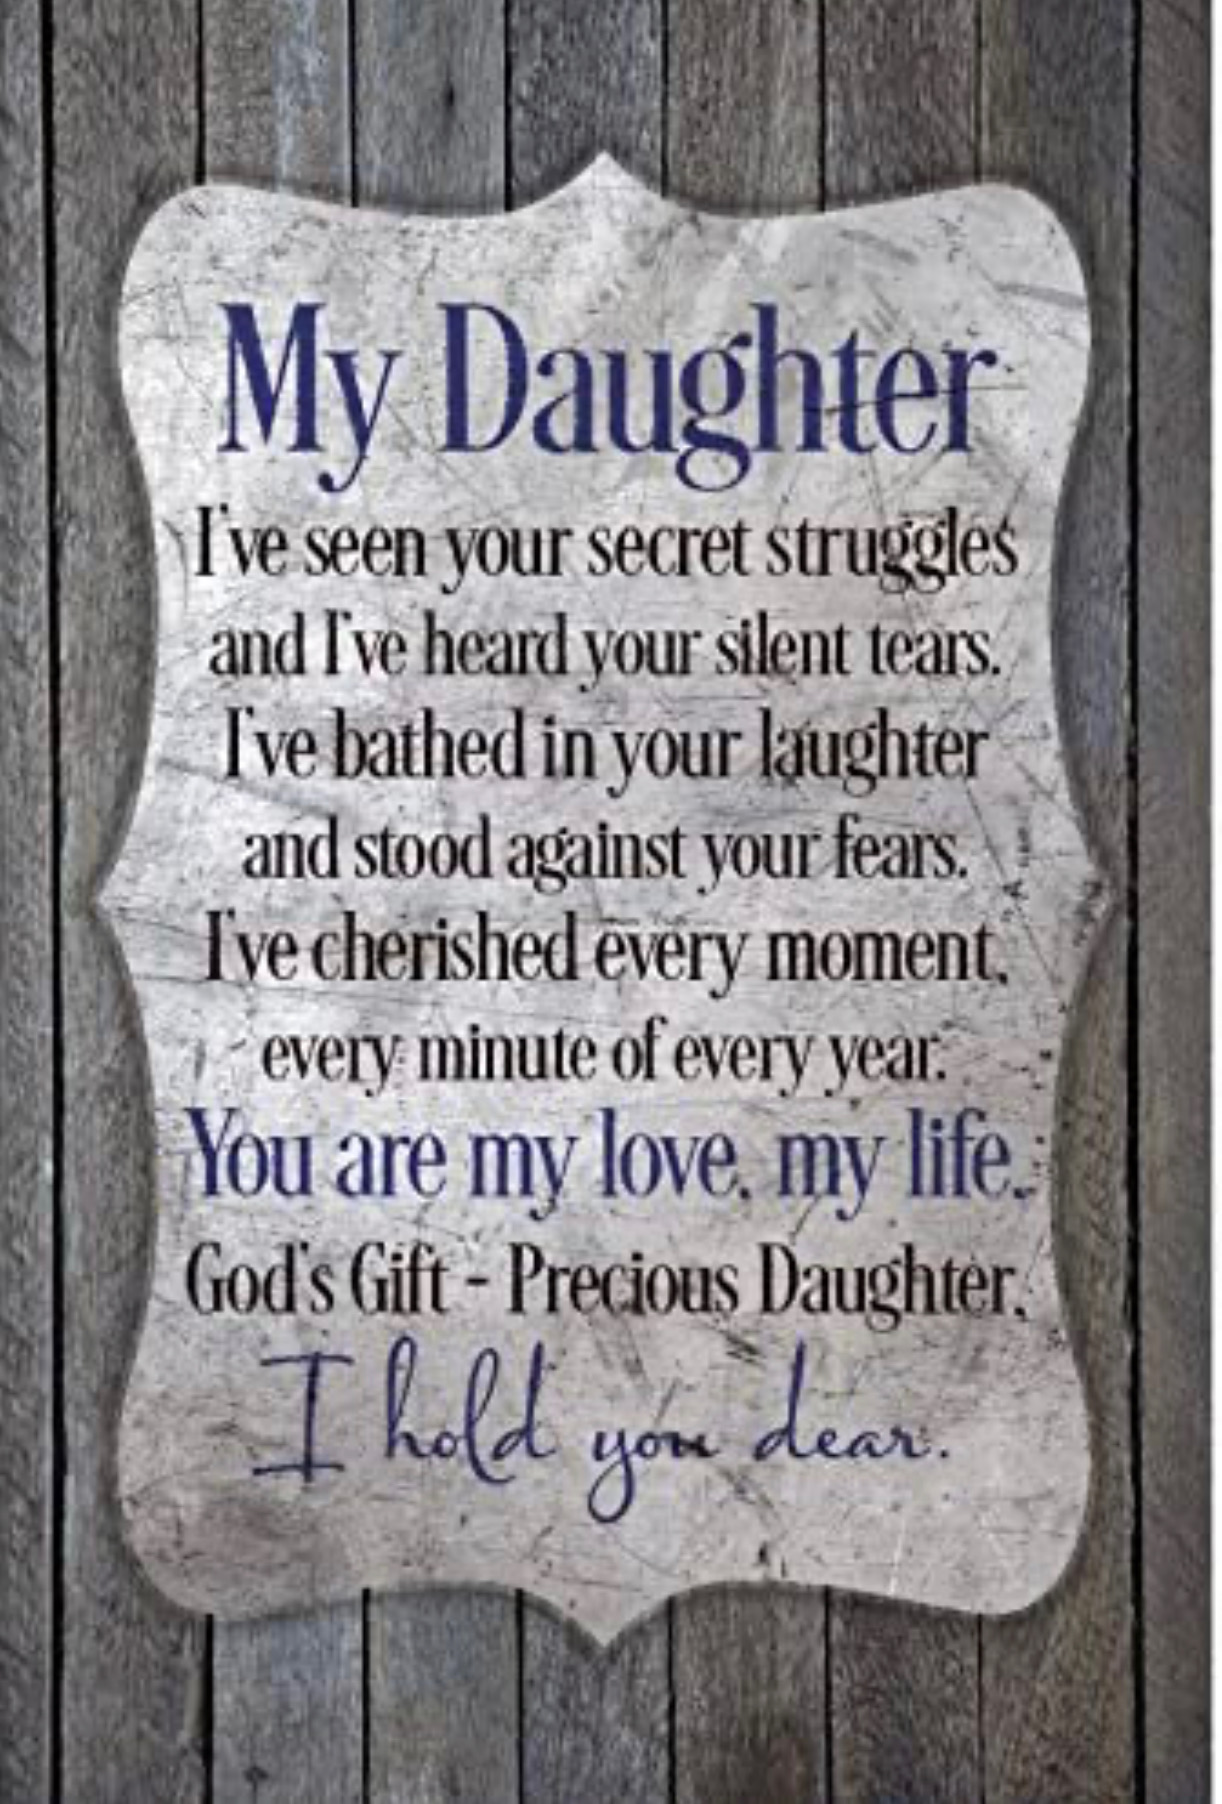 My Daughter
I've seen your secret struggles
and I've heard your silent tears.
I've bathed in your laughter
and stood against your fears.
I've cherished every moment,
every minute of every year.
You are my love, my life,
God's Gift - Precious Daughter,
I hold you dear.